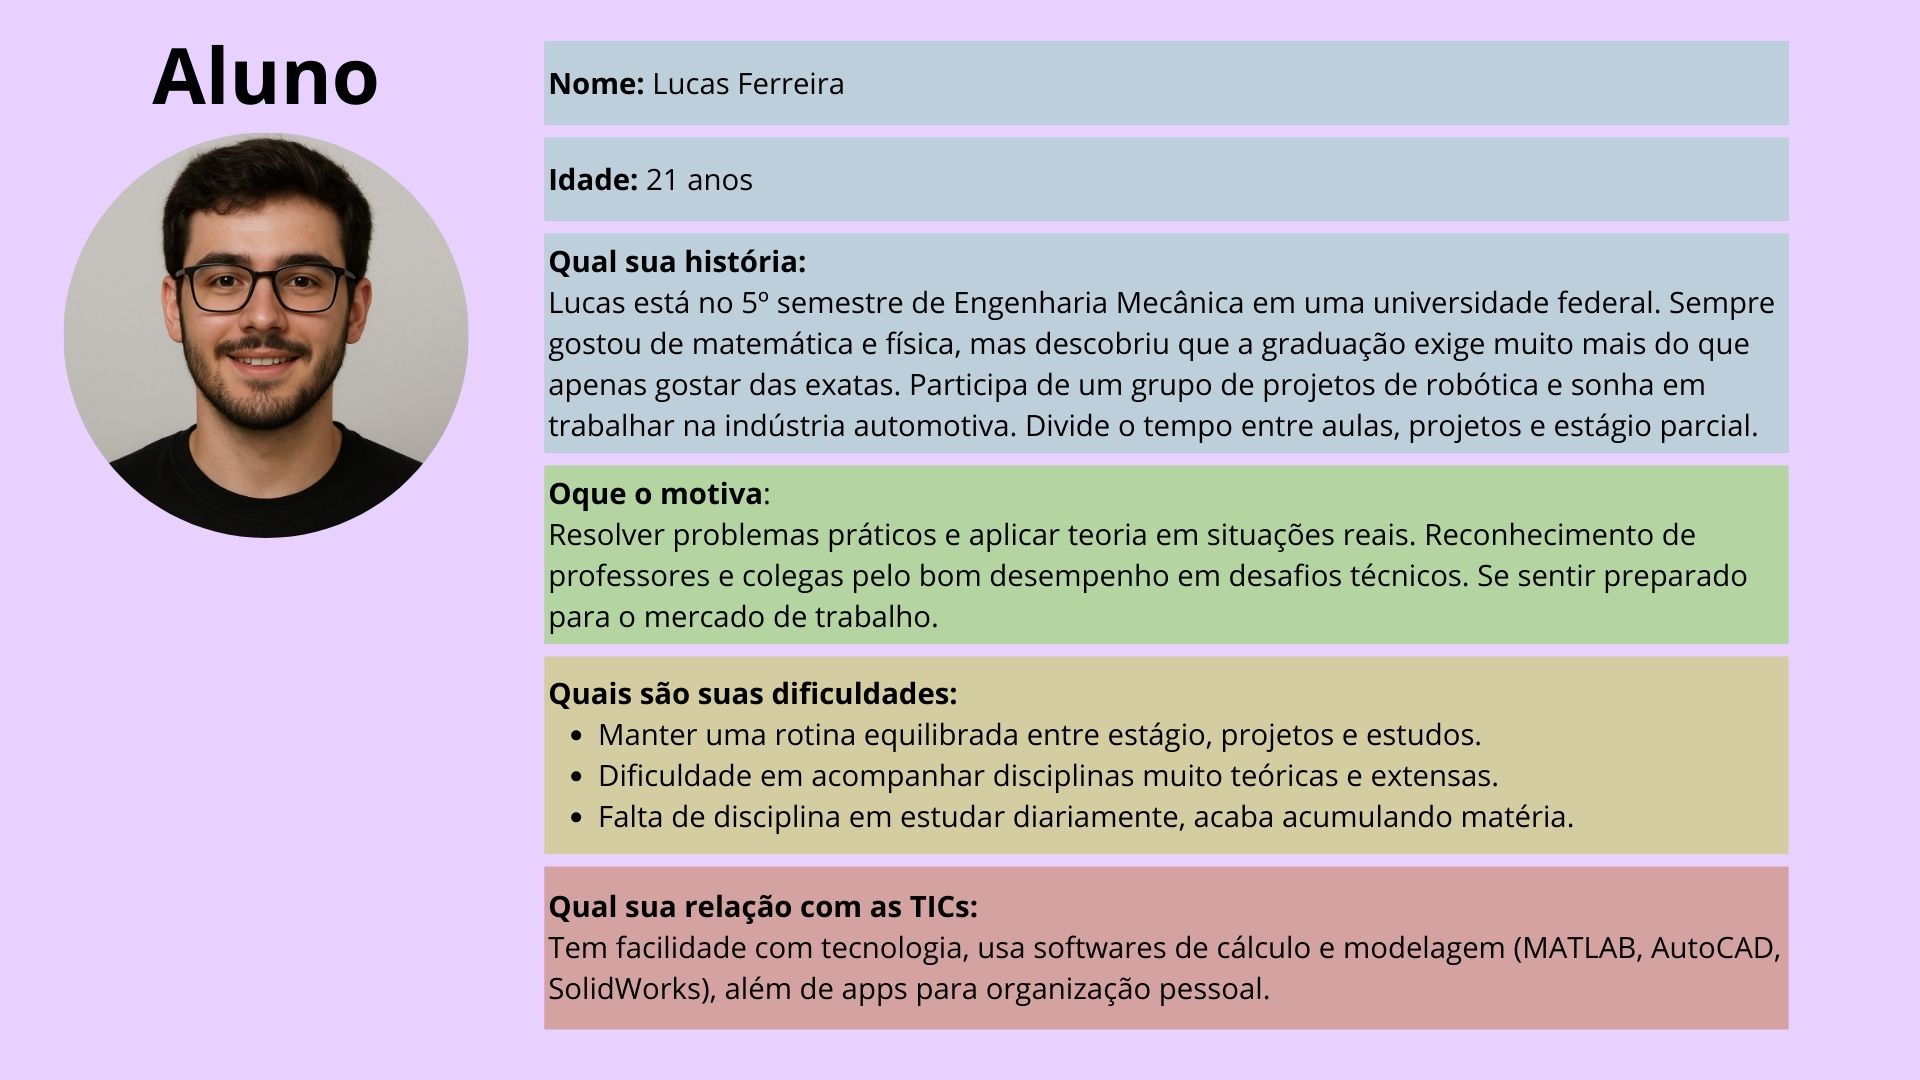 Aluno
Nome: Lucas Ferreira
Idade: 21 anos
Qual sua história:
Lucas está no 5º semestre de Engenharia Mecânica em uma universidade federal. Sempre
gostou de matemática e física, mas descobriu que a graduação exige muito mais do que
apenas gostar das exatas. Participa de um grupo de projetos de robótica e sonha em
trabalhar na indústria automotiva. Divide o tempo entre aulas, projetos e estágio parcial.
Oque o motiva:
Resolver problemas práticos e aplicar teoria em situações reais. Reconhecimento de
professores e colegas pelo bom desempenho em desafios técnicos. Se sentir preparado
para o mercado de trabalho.
Quais são suas dificuldades:
• Manter uma rotina equilibrada entre estágio, projetos e estudos.
• Dificuldade em acompanhar disciplinas muito teóricas e extensas.
• Falta de disciplina em estudar diariamente, acaba acumulando matéria.
Qual sua relação com as TICs:
Tem facilidade com tecnologia, usa softwares de cálculo e modelagem (MATLAB, AutoCAD,
SolidWorks), além de apps para organização pessoal.